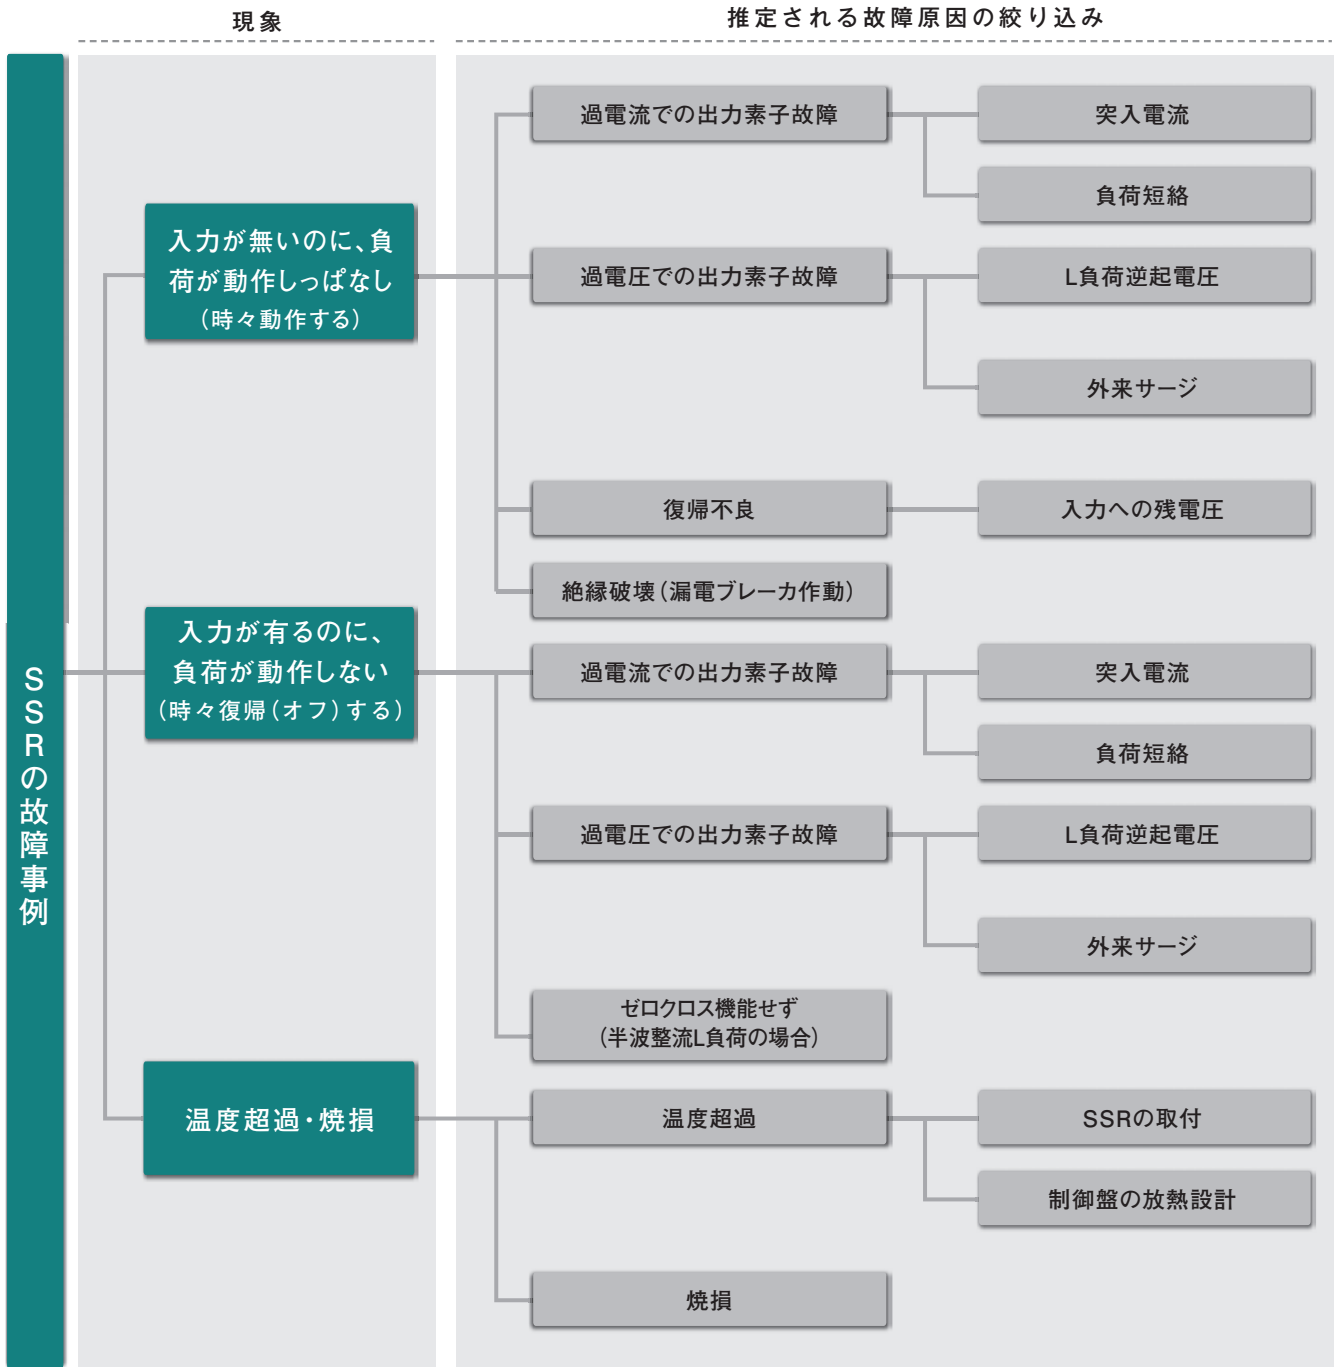 現象
推定される故障原因の絞り込み
SSRの故障事例
入力が無いのに、負
荷が動作しっぱなし
（時々動作する）
過電流での出力素子故障
突入電流
負荷短絡
過電圧での出力素子故障
L負荷逆起電圧
外来サージ
復帰不良
入力への残電圧
絶縁破壊（漏電ブレーカ作動）
入力が有るのに、
負荷が動作しない
（時々復帰（オフ）する）
過電流での出力素子故障
突入電流
負荷短絡
過電圧での出力素子故障
L負荷逆起電圧
外来サージ
ゼロクロス機能せず
（半波整流L負荷の場合）
温度超過・焼損
温度超過
SSRの取付
制御盤の放熱設計
焼損